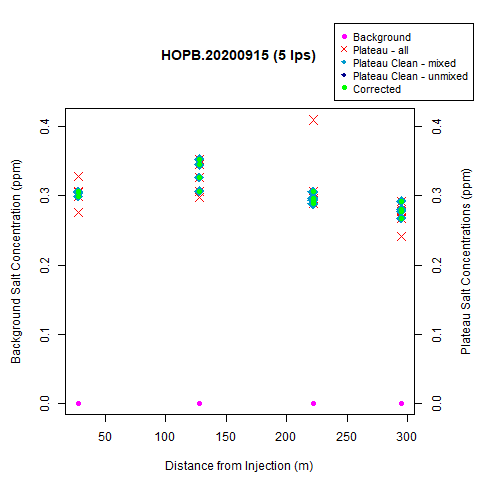 HOPB.20200915 (5 lps)
Background
Plateau - all
Plateau Clean - mixed
Plateau Clean - unmixed
Corrected
Background Salt Concentration (ppm)
0.4
0.3
0.2
0.1
0.0
0.4
0.3
0.2
0.1
0.0
Plateau Salt Concentrations (ppm)
50 100 150 200 250 300
Distance from Injection (m)